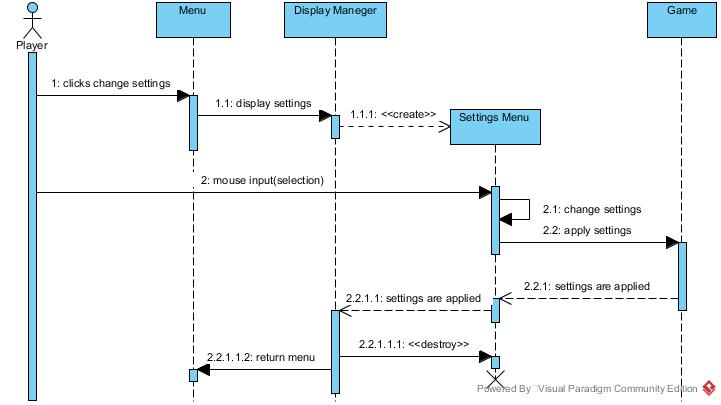 Menu
Display Maneger
Game
Player
1: clicks change settings
1.1: display settings
1.1.1: <<create>>
Settings Menu
2: mouse input(selection)
2.1: change settings
2.2: apply settings
2.2.1: settings are applied
2.2.1.1: settings are applied
2.2.1.1.1: <<destroy>>
2.2.1.1.2: return menu
Powered By Visual Paradigm Community Edition